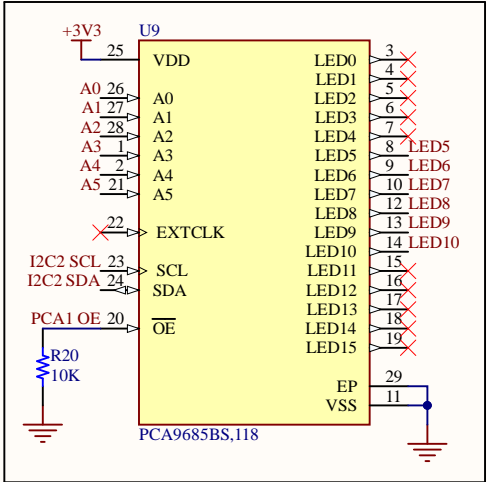 +3V3
U9
25 VDD
LED0 3
LED1 4
A0 26 A0
LED2 5
A1 27 A1
LED3 6
A2 28 A2
LED4 7
A3 1 A3
LED5 8 LED5
A4 2 A4
LED6 9 LED6
A5 21 A5
LED7 10 LED7
LED8 12 LED8
22 EXTCLK
LED9 13 LED9
LED10 14 LED10
I2C2 SCL 23 SCL
LED11 15
I2C2 SDA 24 SDA
LED12 16
LED13 17
PCA1 OE 20 OE
LED14 18
LED15 19
R20
10K
EP 29
VSS 11
PCA9685BS,118